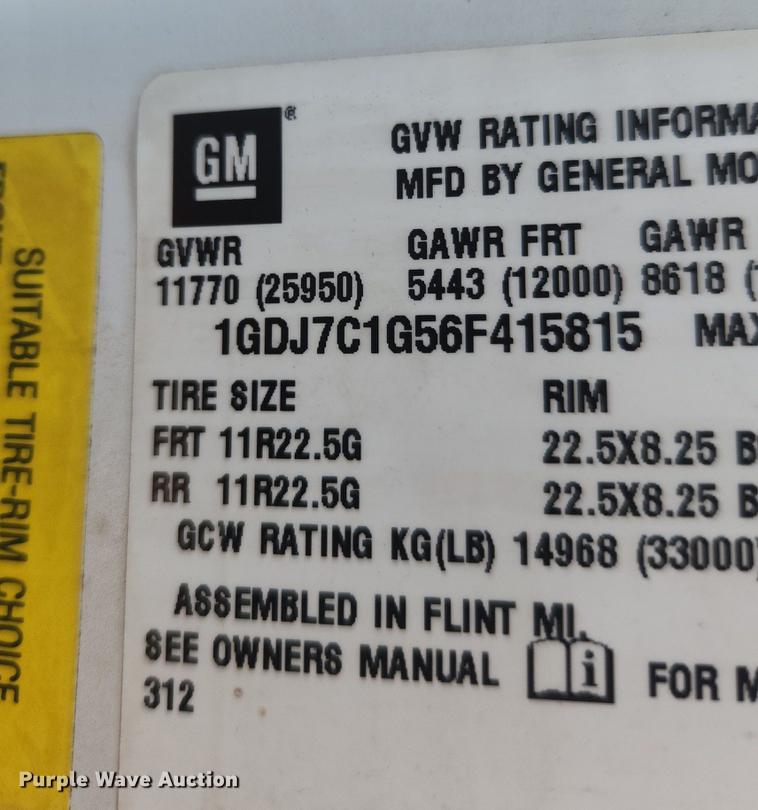 GM
®
GVW RATING INFORMA
MFD BY GENERAL MO
GVWR GAWR FRT GAWR
11770 (25950) 5443 (12000) 8618 (
1GDJ7C1G56F415815 MAX
TIRE SIZE RIM
FRT 11R22.5G 22.5X8.25 B
RR 11R22.5G 22.5X8.25 B
GCW RATING KG(LB) 14968 (33000)
ASSEMBLED IN FLINT MI.
SEE OWNERS MANUAL i FOR M
312
SUITABLE TIRE-RIM CHOICE
Purple Wave Auction